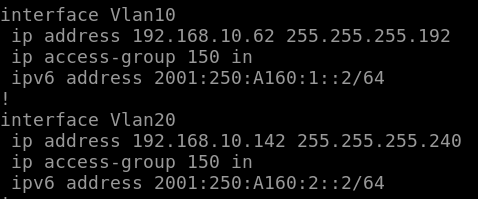 interface Vlan10
ip address 192.168.10.62 255.255.255.192
ip access-group 150 in
ipv6 address 2001:250:A160:1::2/64
!
interface Vlan20
ip address 192.168.10.142 255.255.255.240
ip access-group 150 in
ipv6 address 2001:250:A160:2::2/64